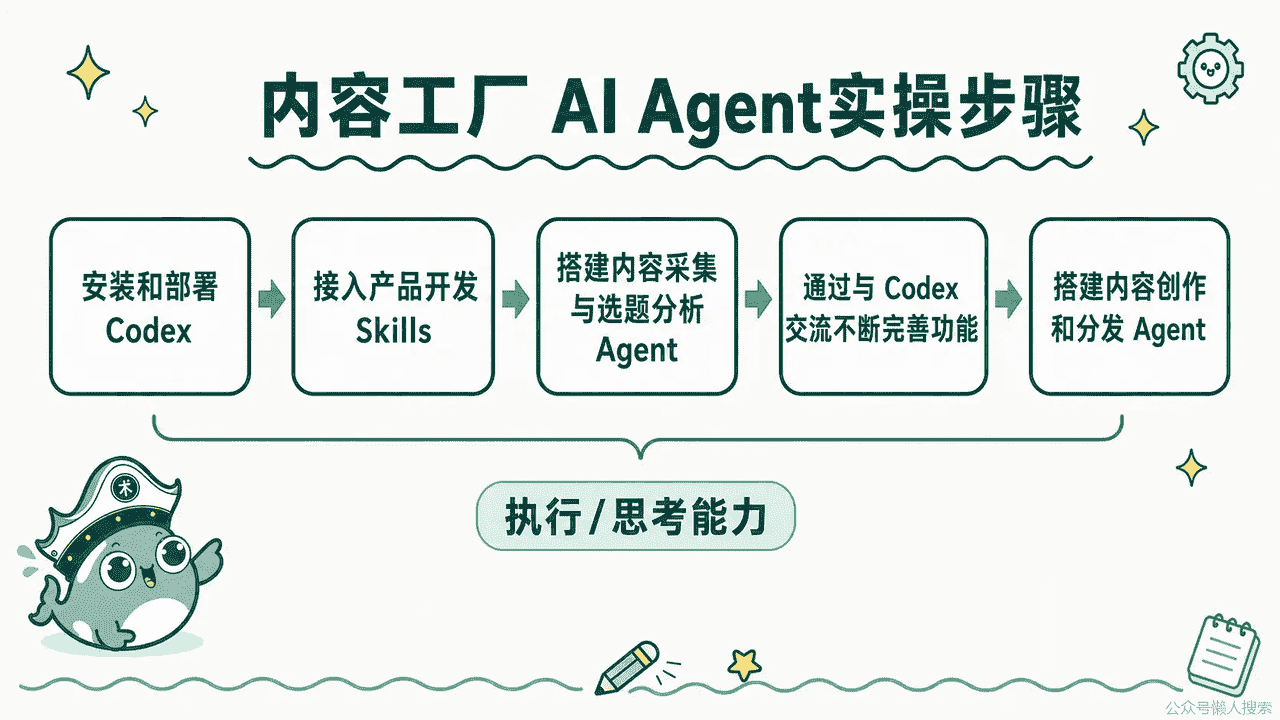 内容工厂 AI Agent实操步骤
安装和部署
Codex
接入产品开发
Skills
搭建内容采集
与选题分析
Agent
通过与 Codex
交流不断完善功能
搭建内容创作
和分发 Agent
执行/思考能力
术
公众号懒人搜索